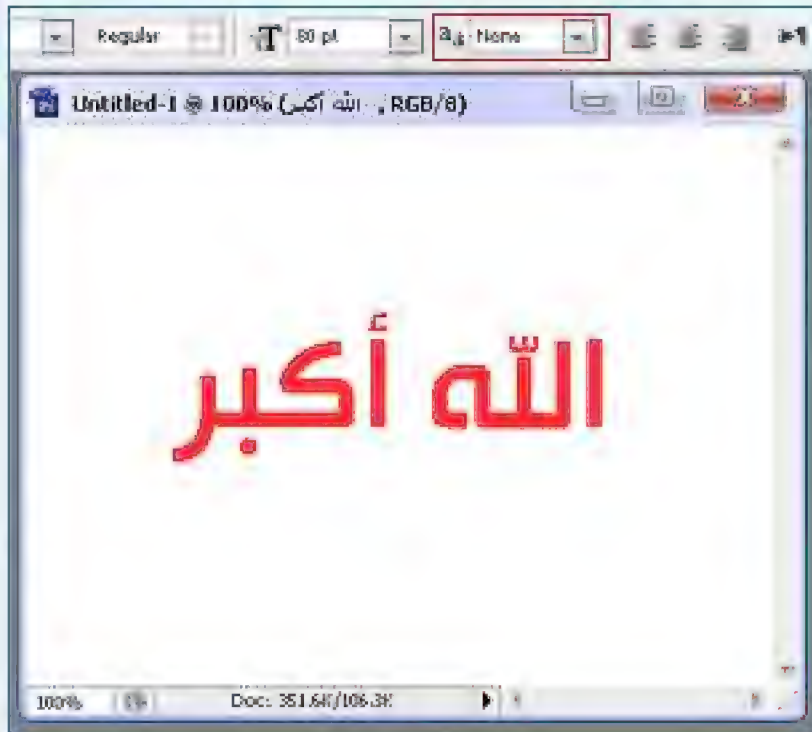 Regular 80 pt aa None
Untitled-1 @ 100% (الله أكبر, RGB/8)
الله أكبر
100% Doc: 351.6K/106.3K